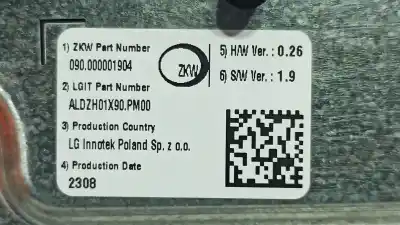 1) ZKW Part Number
090.000001904
2) LGIT Part Number
ALDZH01X90.PM00
3) Production Country
LG Innotek Poland Sp. z o.o.
4) Production Date
2308
ZKW
5) H/W Ver. : 0.26
6) S/W Ver. : 1.9